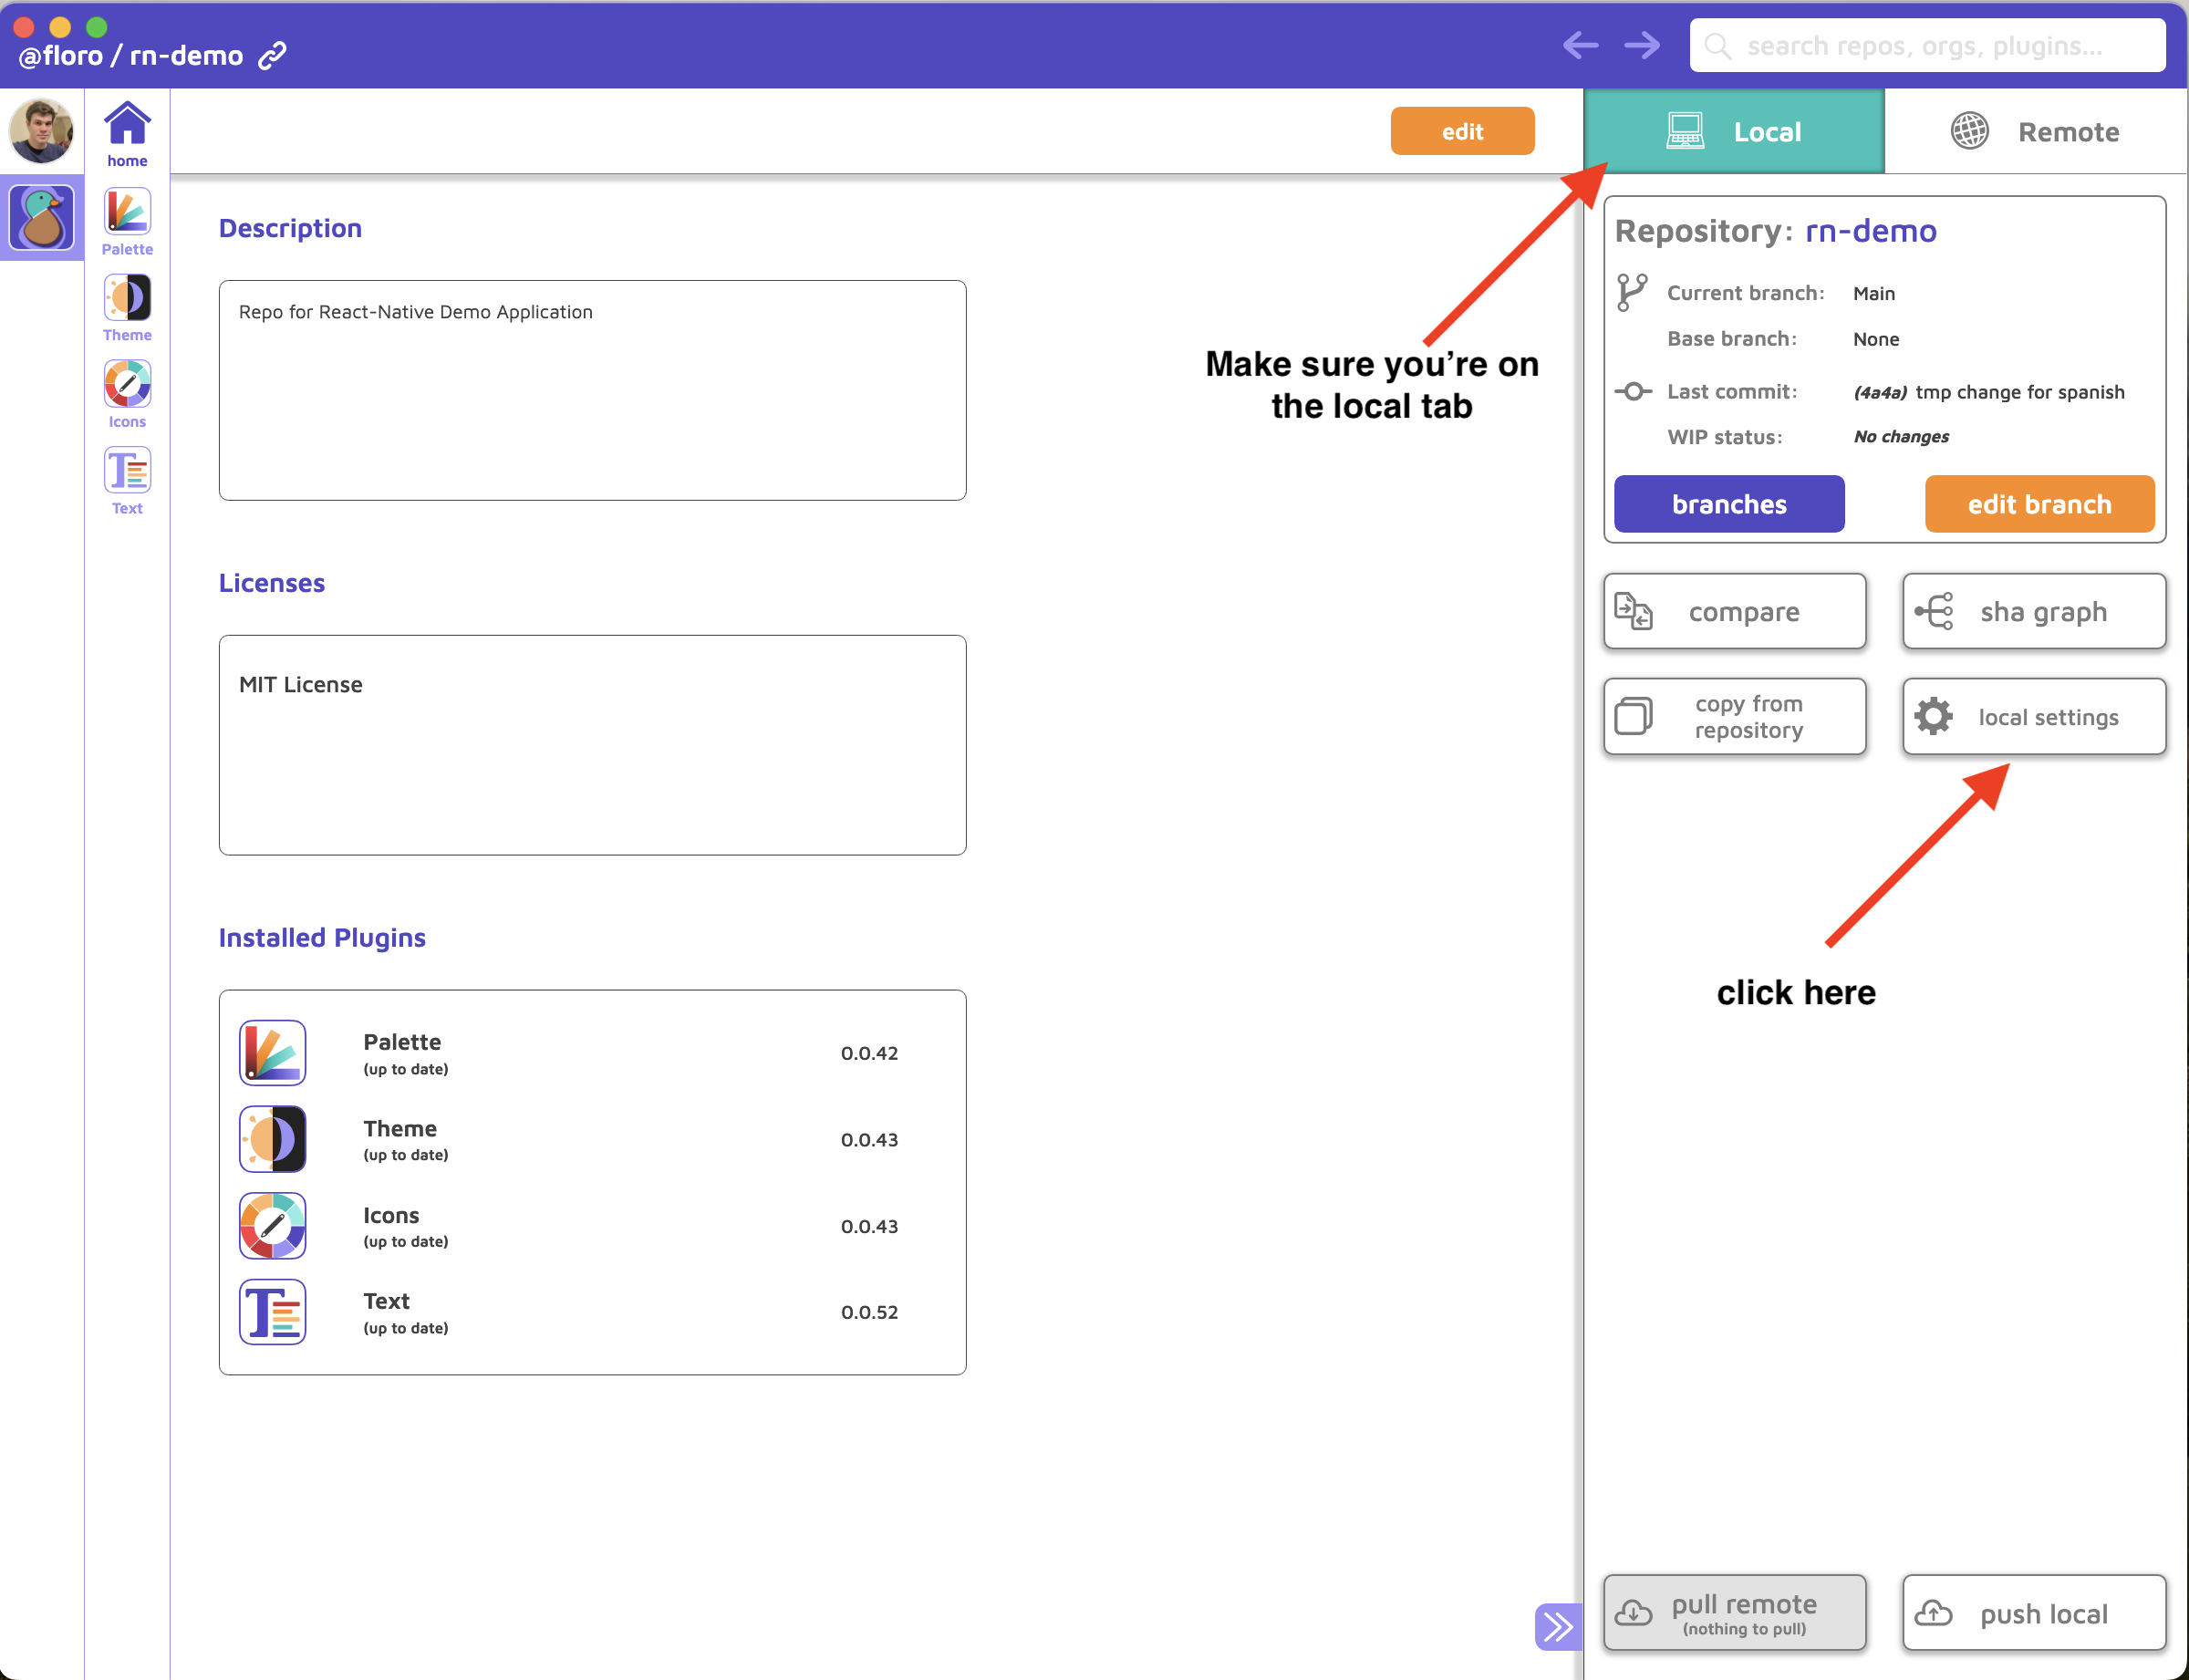 @floro / rn-demo
search repos, orgs, plugins...
home
Palette
Theme
Icons
Text
edit
Description
Repo for React-Native Demo Application
Licenses
MIT License
Installed Plugins
Palette
(up to date)
0.0.42
Theme
(up to date)
0.0.43
Icons
(up to date)
0.0.43
Text
(up to date)
0.0.52
Make sure you’re on
the local tab
Local
Remote
Repository: rn-demo
Current branch: Main
Base branch: None
Last commit: (4a4a) tmp change for spanish
WIP status: No changes
branches
edit branch
compare
sha graph
copy from
repository
local settings
click here
pull remote
(nothing to pull)
push local